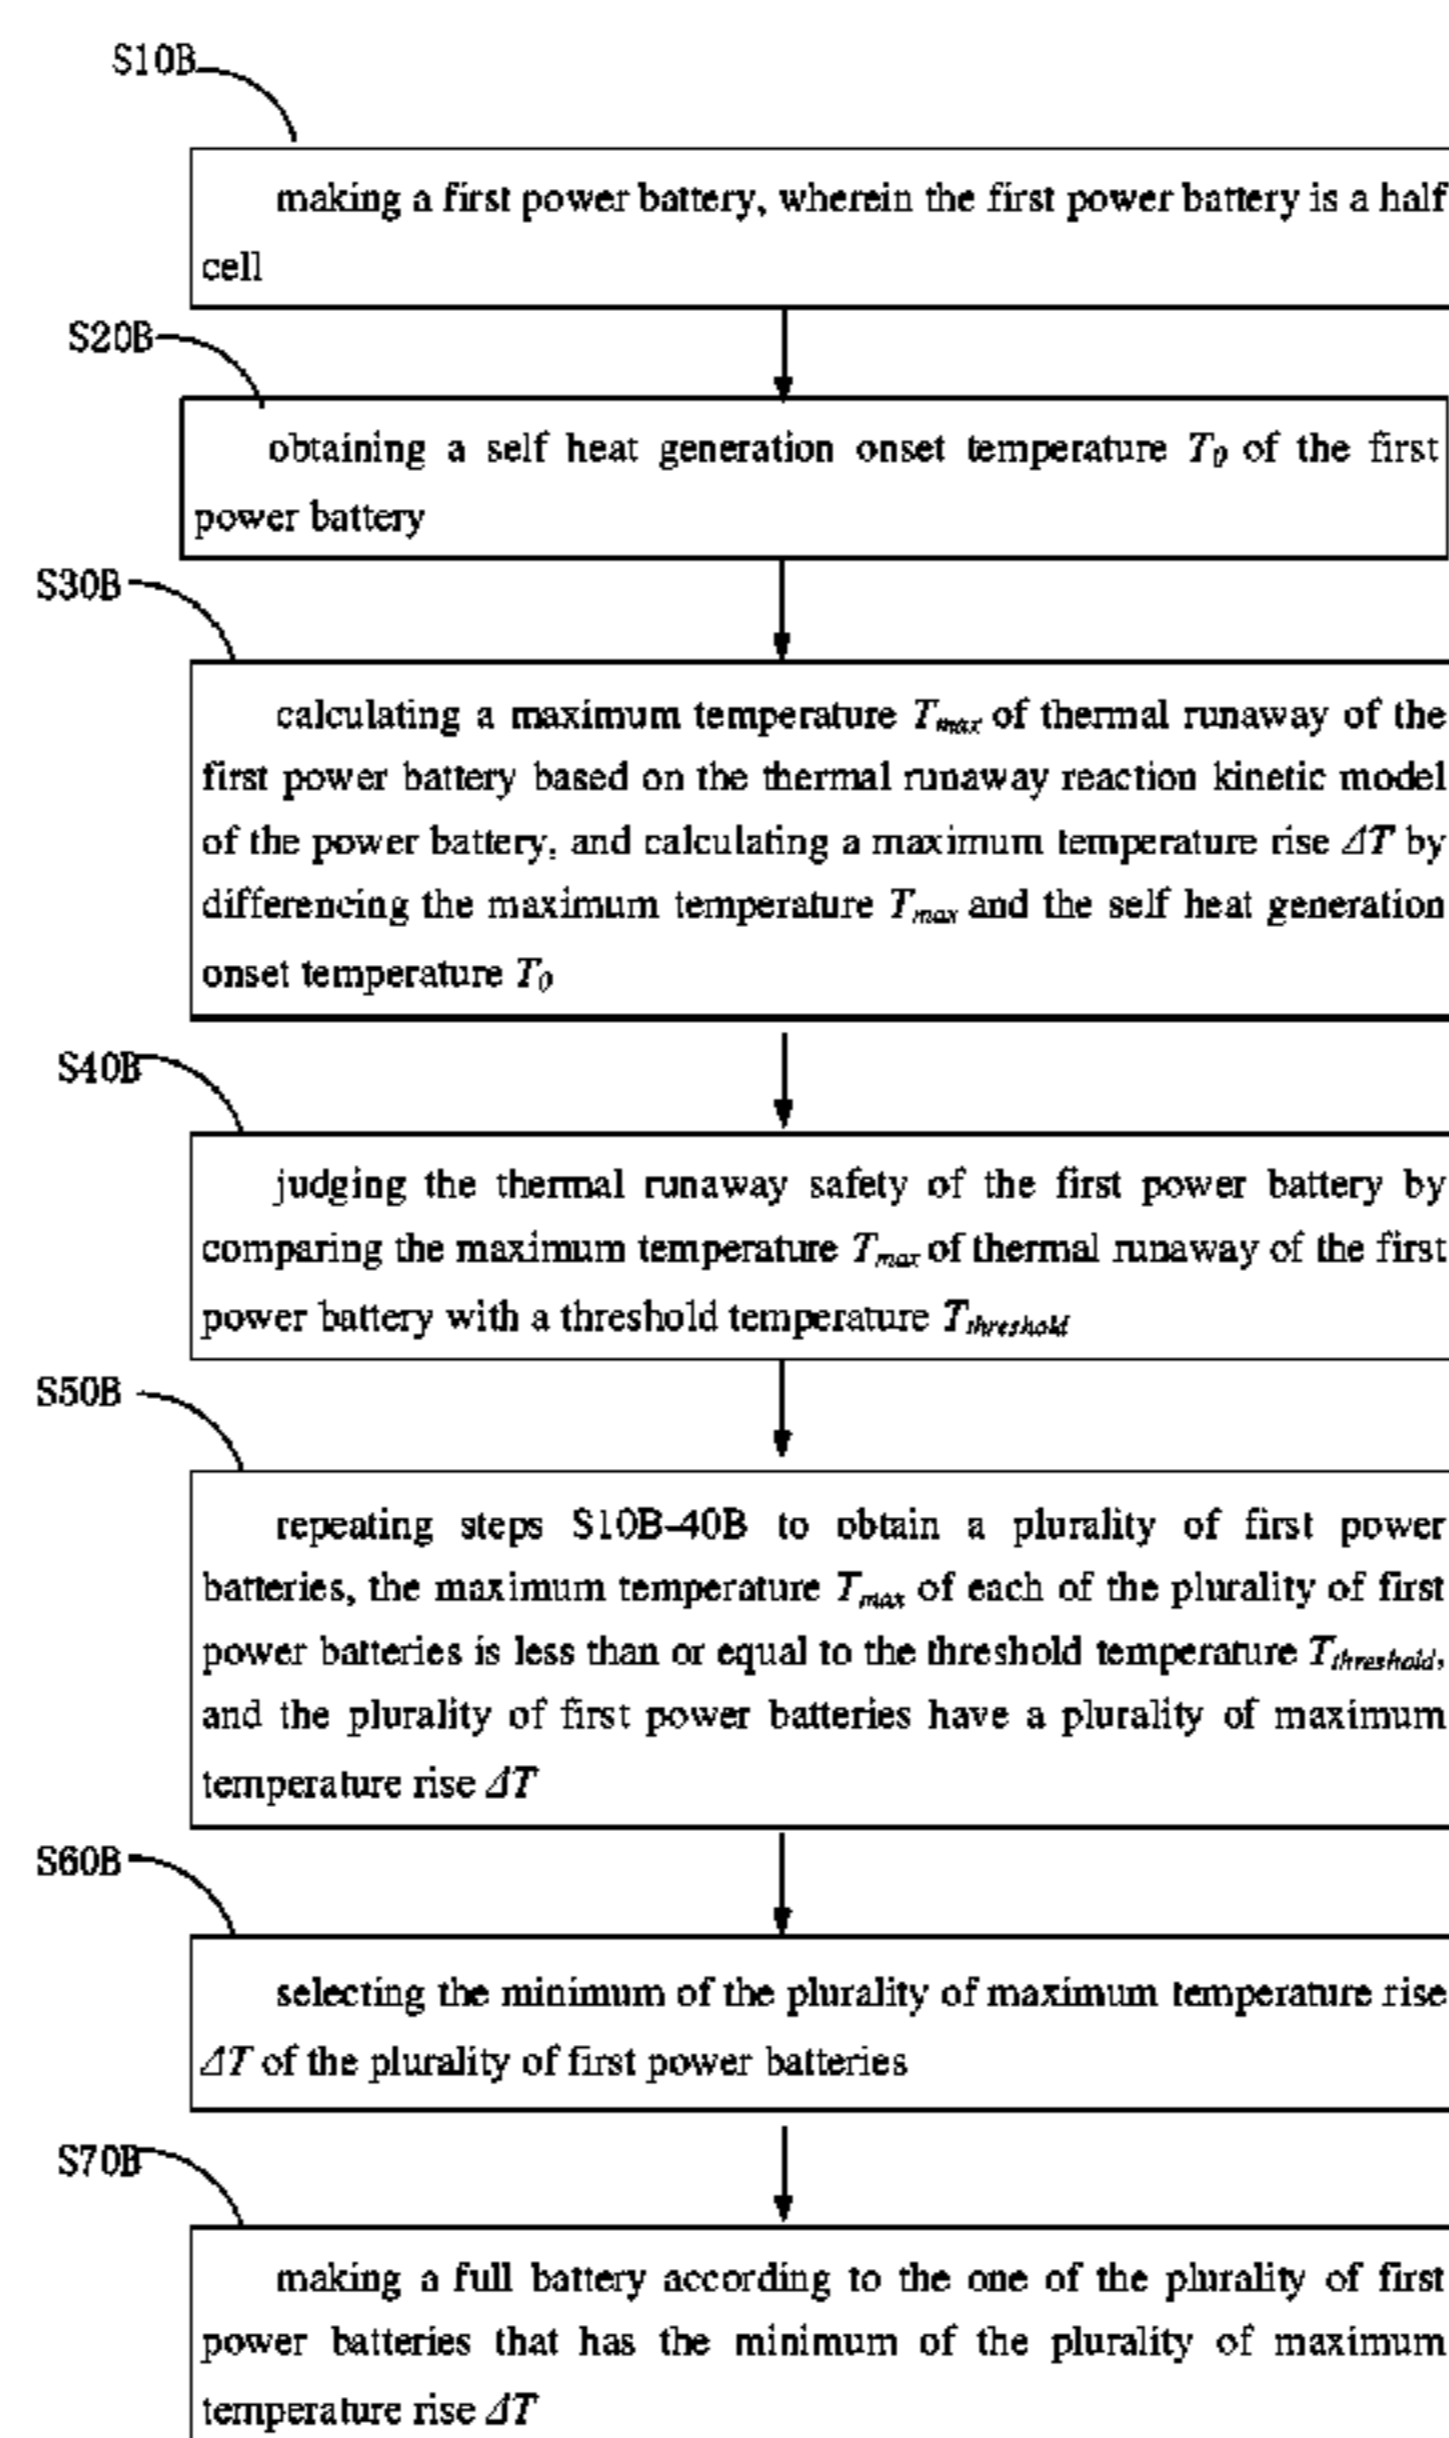 S10B
making a first power battery, wherein the first power battery is a half
cell
S20B
obtaining a self heat generation onset temperature T0 of the first
power battery
S30B
calculating a maximum temperature Tmax of thermal runaway of the
first power battery based on the thermal runaway reaction kinetic model
of the power battery, and calculating a maximum temperature rise ΔT by
differencing the maximum temperature Tmax and the self heat generation
onset temperature T0
S40B
judging the thermal runaway safety of the first power battery by
comparing the maximum temperature Tmax of thermal runaway of the first
power battery with a threshold temperature Tthreshold
S50B
repeating steps S10B-40B to obtain a plurality of first power
batteries, the maximum temperature Tmax of each of the plurality of first
power batteries is less than or equal to the threshold temperature Tthreshold,
and the plurality of first power batteries have a plurality of maximum
temperature rise ΔT
S60B
selecting the minimum of the plurality of maximum temperature rise
ΔT of the plurality of first power batteries
S70B
making a full battery according to the one of the plurality of first
power batteries that has the minimum of the plurality of maximum
temperature rise ΔT